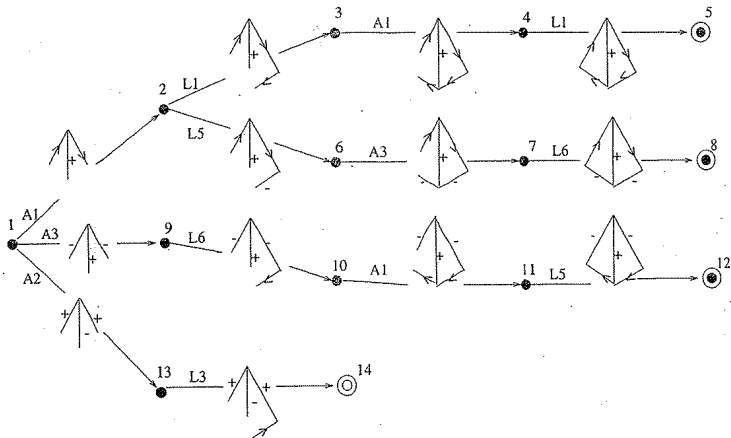 3 A1 4 L1 5
+ + +
2 L1
L5
+
+ 6 A3 7 L6 8
+ + +
- - - - -
1 A1
A3 - - 9 L6 - - 10 A1 - - 11 L5 - - 12
+ + + +
A2
+ + -
13 L3 + + - 14